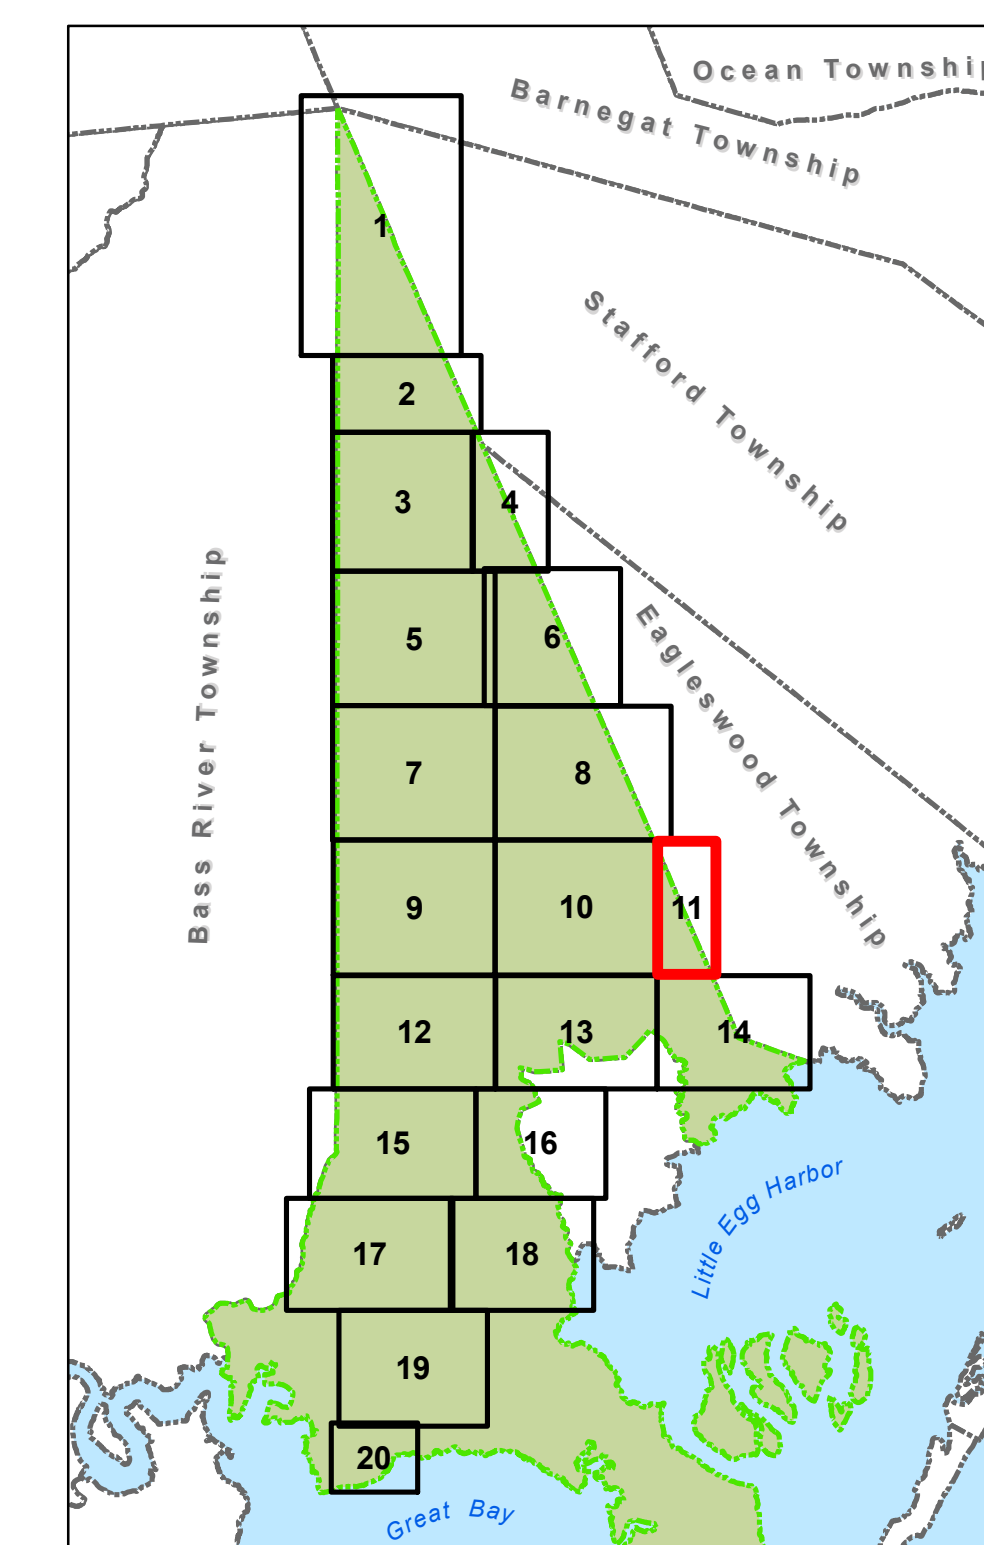 Ocean Townshi
Barnegat Township
1
Stafford Township
2
3
4
Bass River Township
5
6
Eagleswood Township
7
8
9
10
11
12
13
14
15
16
Little Egg Harbor
17
18
19
20
Great Bay